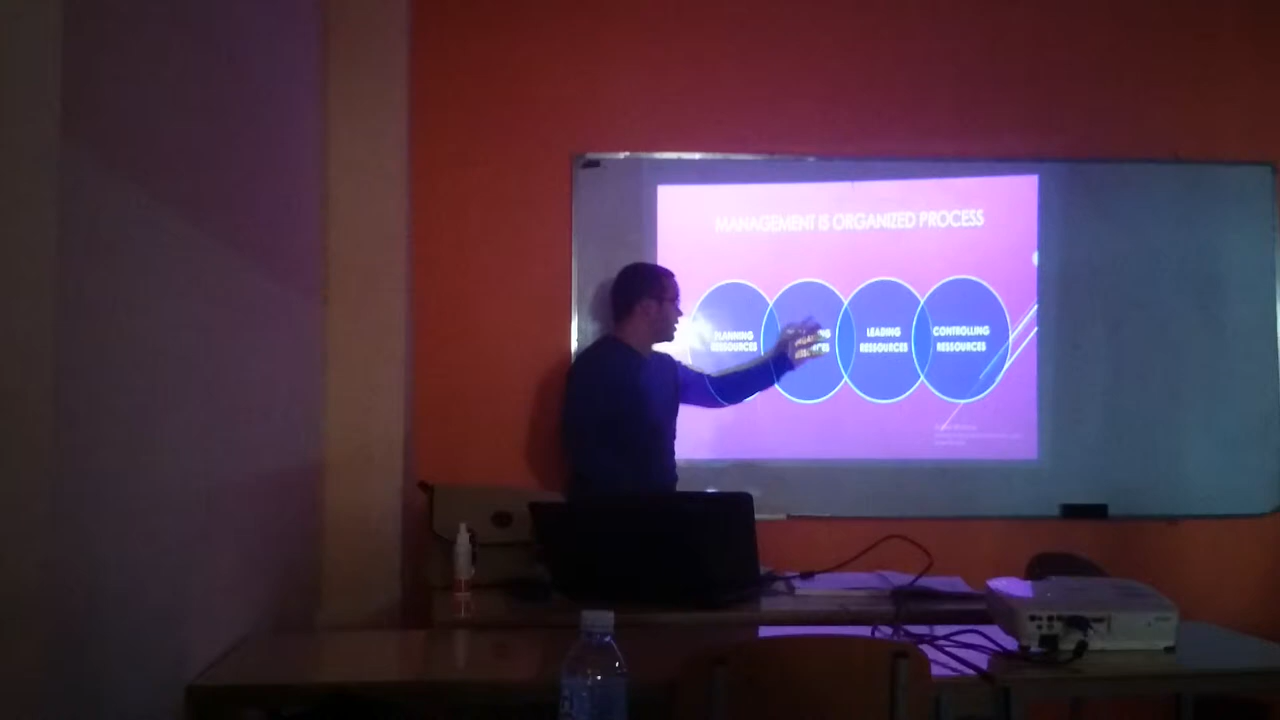 MANAGEMENT IS ORGANIZED PROCESS
PLANNING
RESSOURCES
LEADING
RESSOURCES
CONTROLLING
RESSOURCES